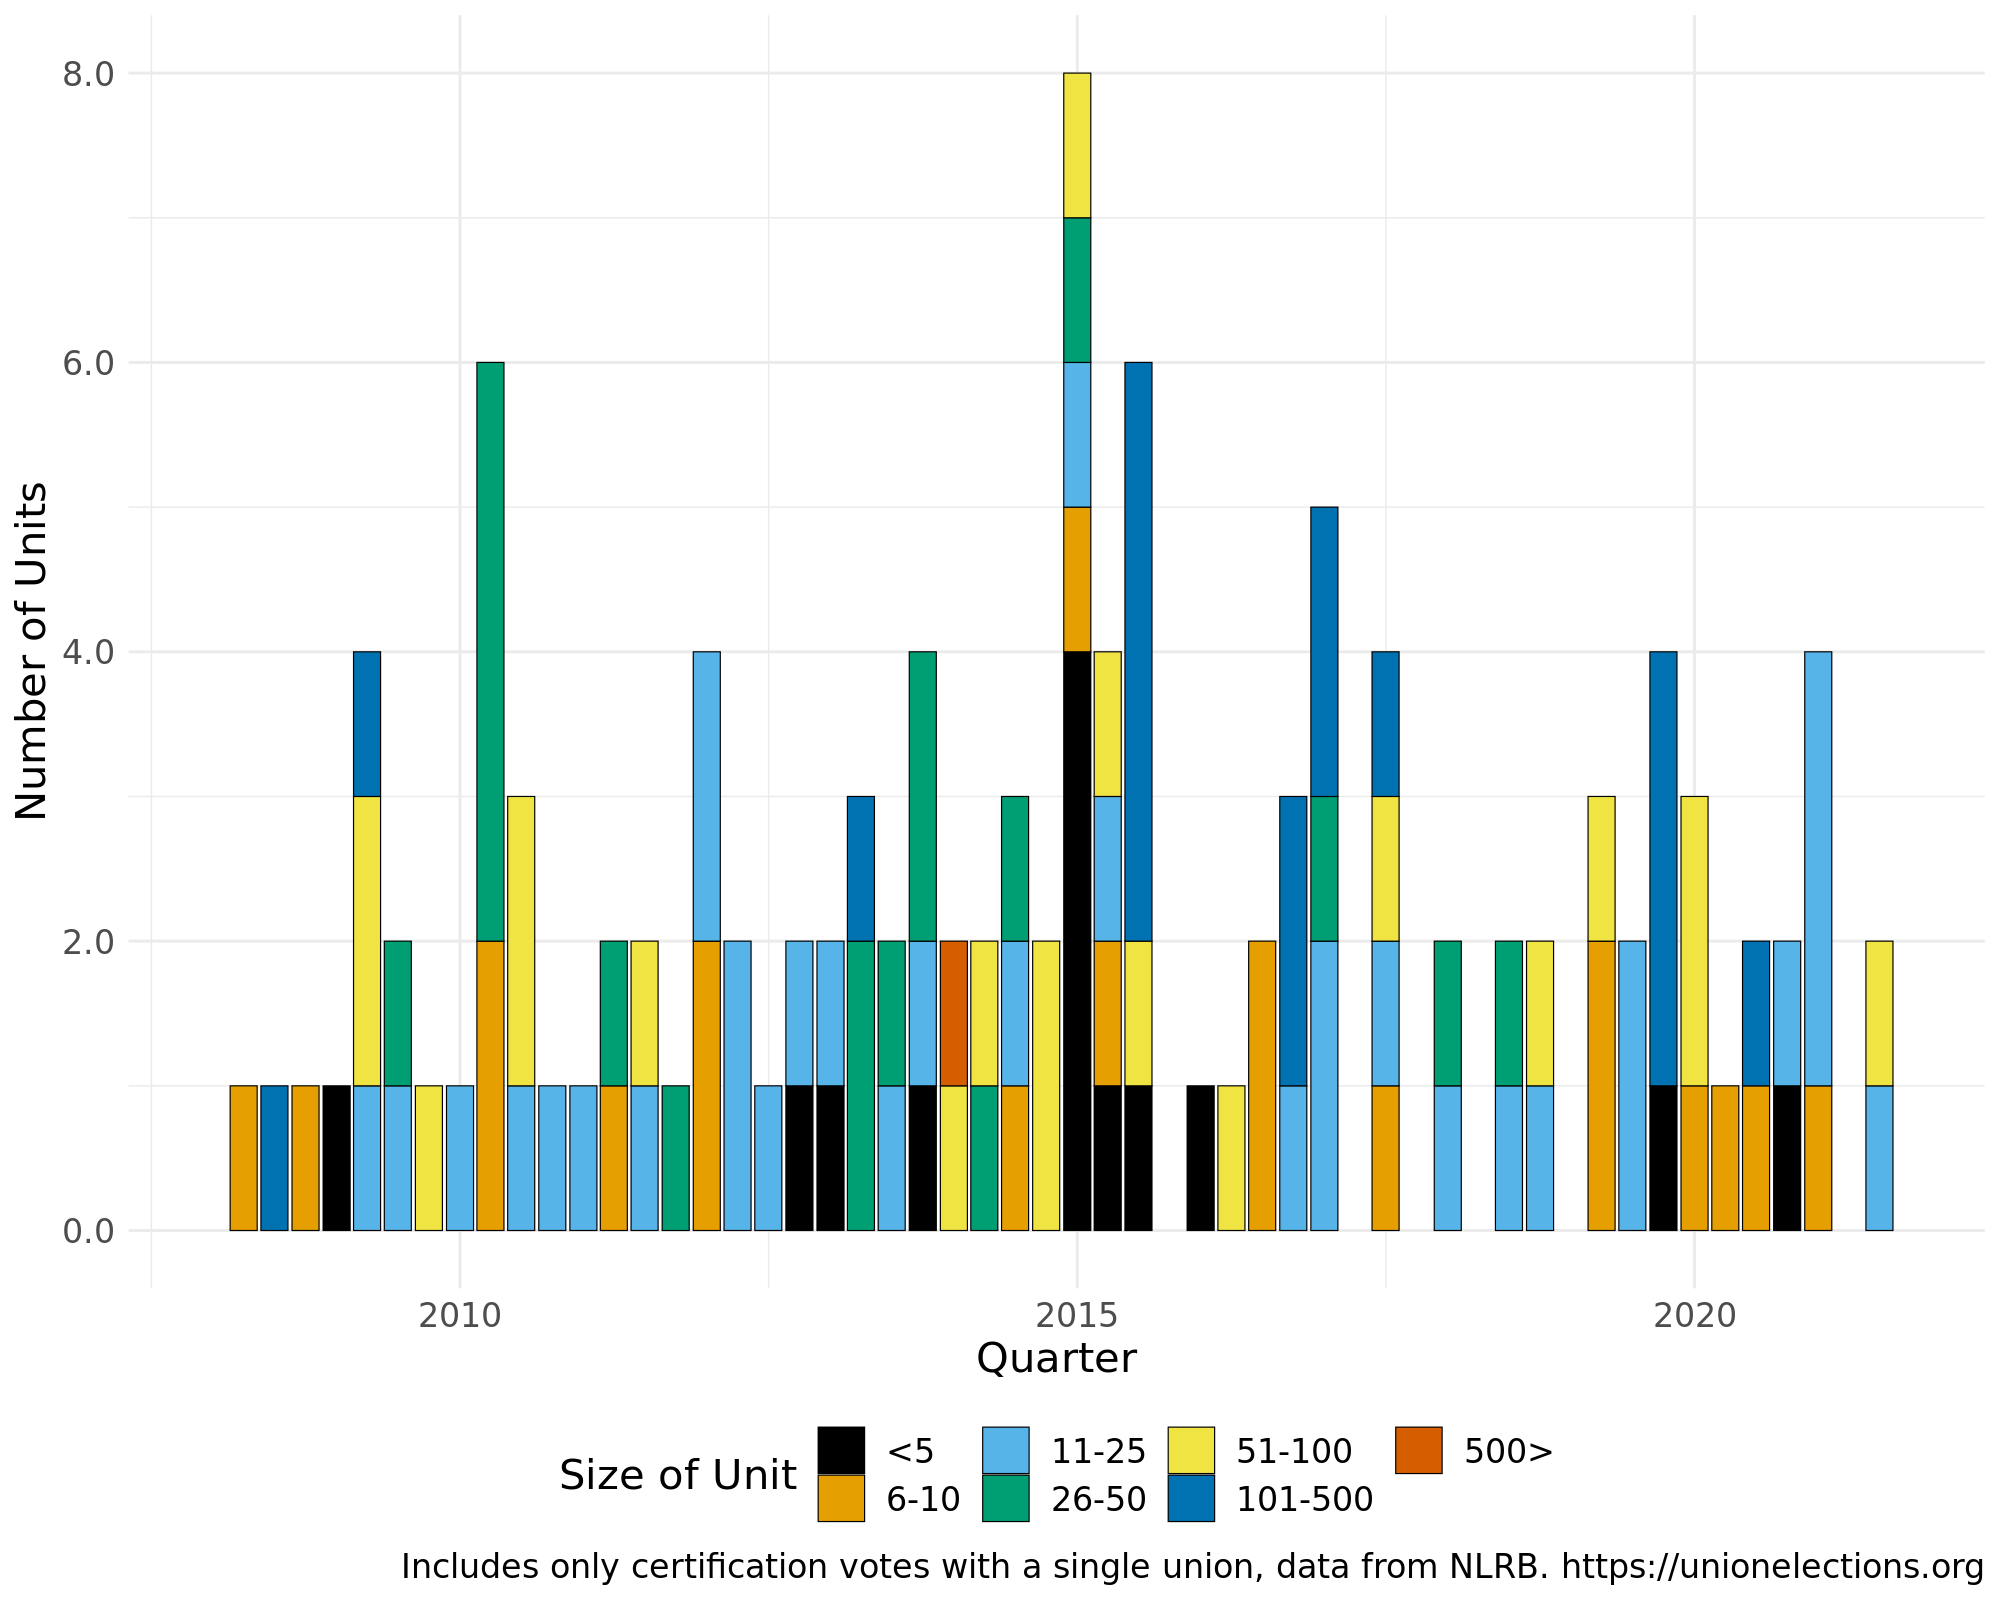 8.0
6.0
4.0
2.0
0.0
Number of Units
2010 2015 2020
Quarter
Size of Unit
<5 11-25 51-100 500>
6-10 26-50 101-500
Includes only certification votes with a single union, data from NLRB. https://unionelections.org